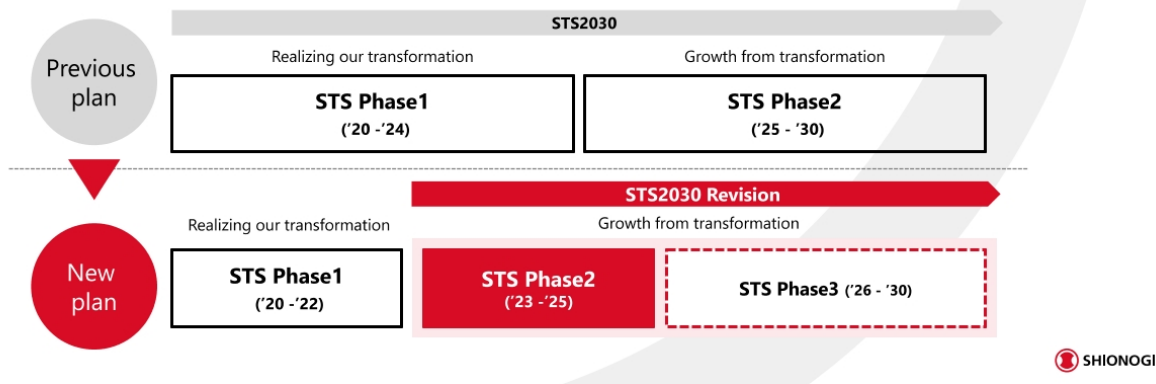 STS2030
Previous
plan
Realizing our transformation
Growth from transformation
STS Phase1
('20 -'24)
STS Phase2
('25 - '30)
STS2030 Revision
New
plan
Realizing our transformation
Growth from transformation
STS Phase1
('20 -'22)
STS Phase2
('23 -'25)
STS Phase3 ('26 - '30)
SHIONOGI